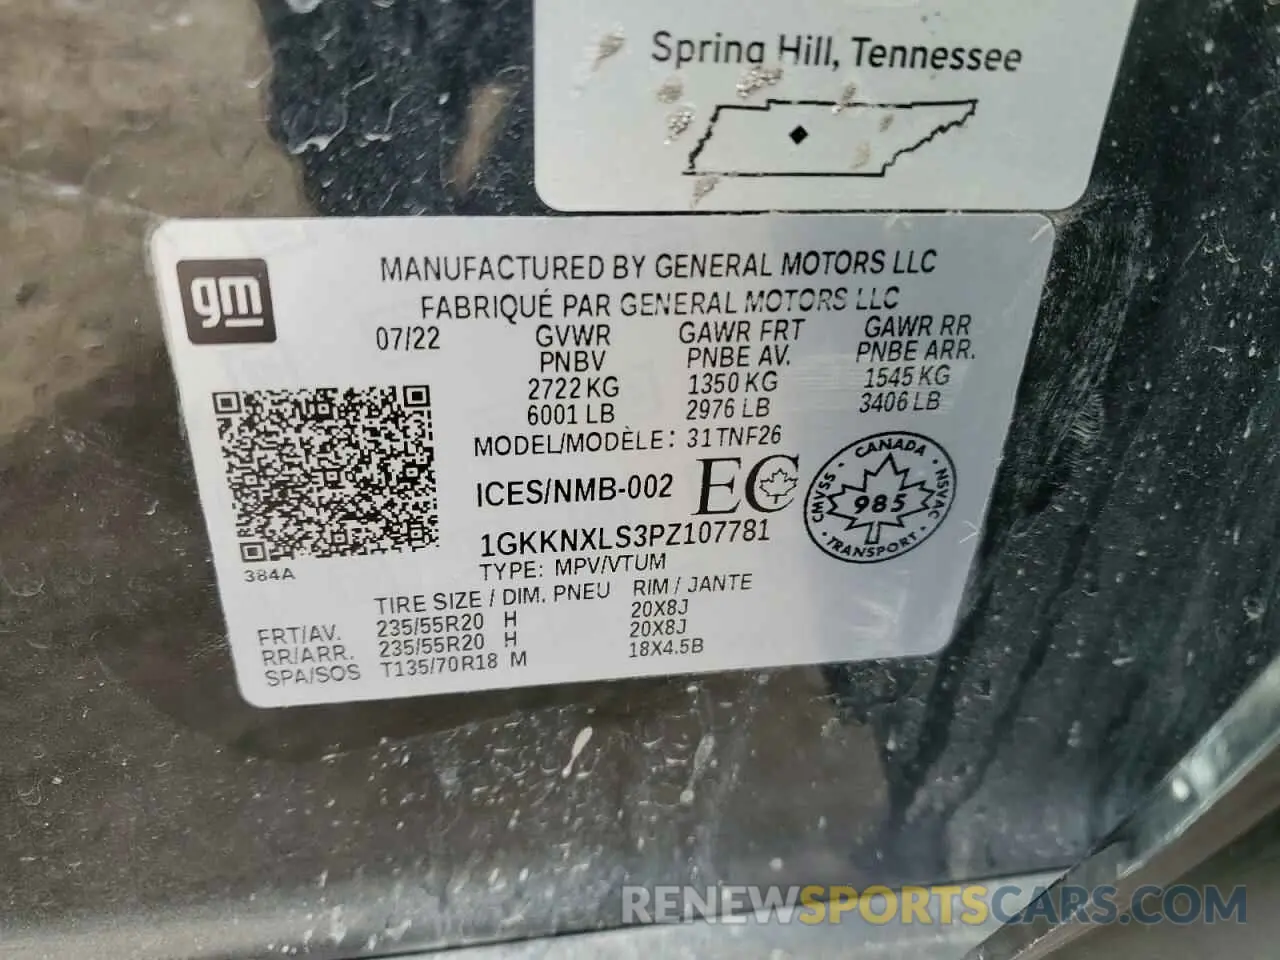 Spring Hill, Tennessee
gm
MANUFACTURED BY GENERAL MOTORS LLC
FABRIQUÉ PAR GENERAL MOTORS LLC
07/22 GVWR GAWR FRT GAWR RR
PNBV PNBE AV. PNBE ARR.
2722 KG 1350 KG 1545 KG
6001 LB 2976 LB 3406 LB
MODEL/MODÈLE: 31TNF26
ICES/NMB-002 EC
CANADA
CMVSS 985 NSVAC
TRANSPORT
1GKKNXLS3PZ107781
384A
TYPE: MPV/VTUM
TIRE SIZE / DIM. PNEU RIM / JANTE
FRT/AV. 235/55R20 H 20X8J
RR/ARR. 235/55R20 H 20X8J
SPA/SOS T135/70R18 M 18X4.5B
RENEWSPORTSCARS.COM